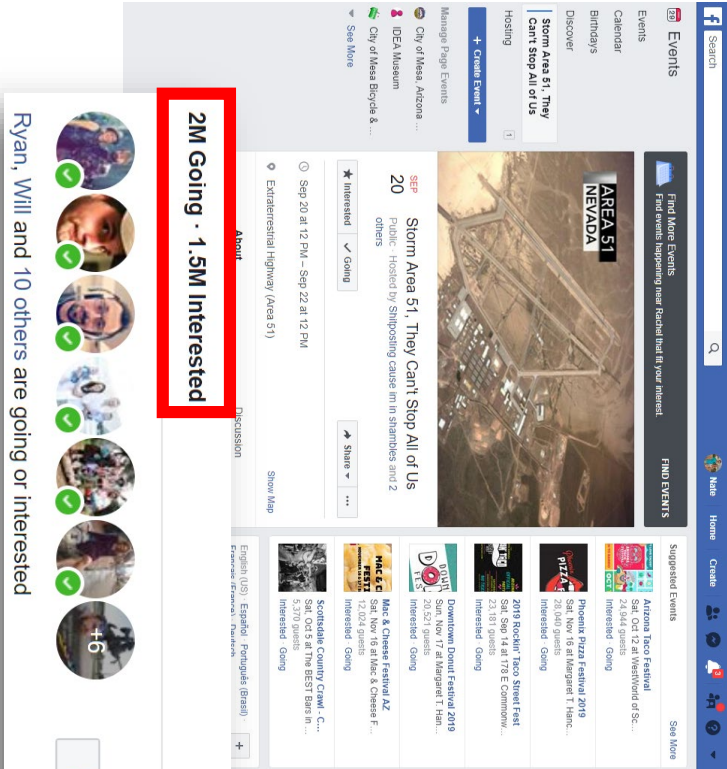 Search
Nate
Home
Create
3
29
Events
Events
Calendar
Birthdays
Discover
Storm Area 51, They
Can't Stop All of Us
Hosting
1
+ Create Event
Manage Page Events
City of Mesa, Arizona ...
IDEA Museum
City of Mesa Bicycle & ...
See More
Find More Events
Find events happening near Rachel that fit your interest.
FIND EVENTS
AREA 51
NEVADA
SEP
20
Storm Area 51, They Can't Stop All of Us
Public · Hosted by Shitposting cause im in shambles and 2
others
Interested
Going
Share
...
Sep 20 at 12 PM – Sep 22 at 12 PM
Extraterrestrial Highway (Area 51)
Show Map
About
Discussion
Suggested Events
See More
Arizona Taco Festival
Sat, Oct 12 at WestWorld of Sc...
24,944 guests
Interested · Going
Phoenix Pizza Festival 2019
Sat, Nov 16 at Margaret T. Hanc...
28,040 guests
Interested · Going
2019 Rockin' Taco Street Fest
Sat, Sep 14 at 178 E Commonw...
23,181 guests
Interested · Going
Downtown Donut Festival 2019
Sun, Nov 17 at Margaret T. Han...
20,521 guests
Interested · Going
Mac & Cheese Festival AZ
Sat, Nov 16 at Mac & Cheese F...
12,024 guests
Interested · Going
Scottsdale Country Crawl - C...
Sat, Oct 5 at The BEST Bars in ...
5,370 guests
Interested · Going
English (US) · Español · Português (Brasil) ·
Français (France) · Deutsch
+
2M Going · 1.5M Interested
+6
Ryan, Will and 10 others are going or interested